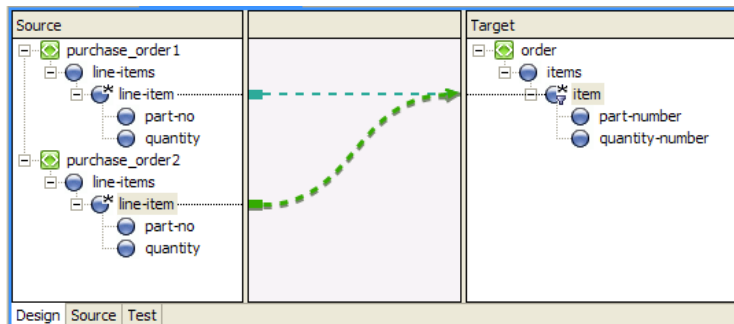 Source
purchase_order1
line-items
line-item
part-no
quantity
purchase_order2
line-items
line-item
part-no
quantity
Target
order
items
item
part-number
quantity-number
Design Source Test